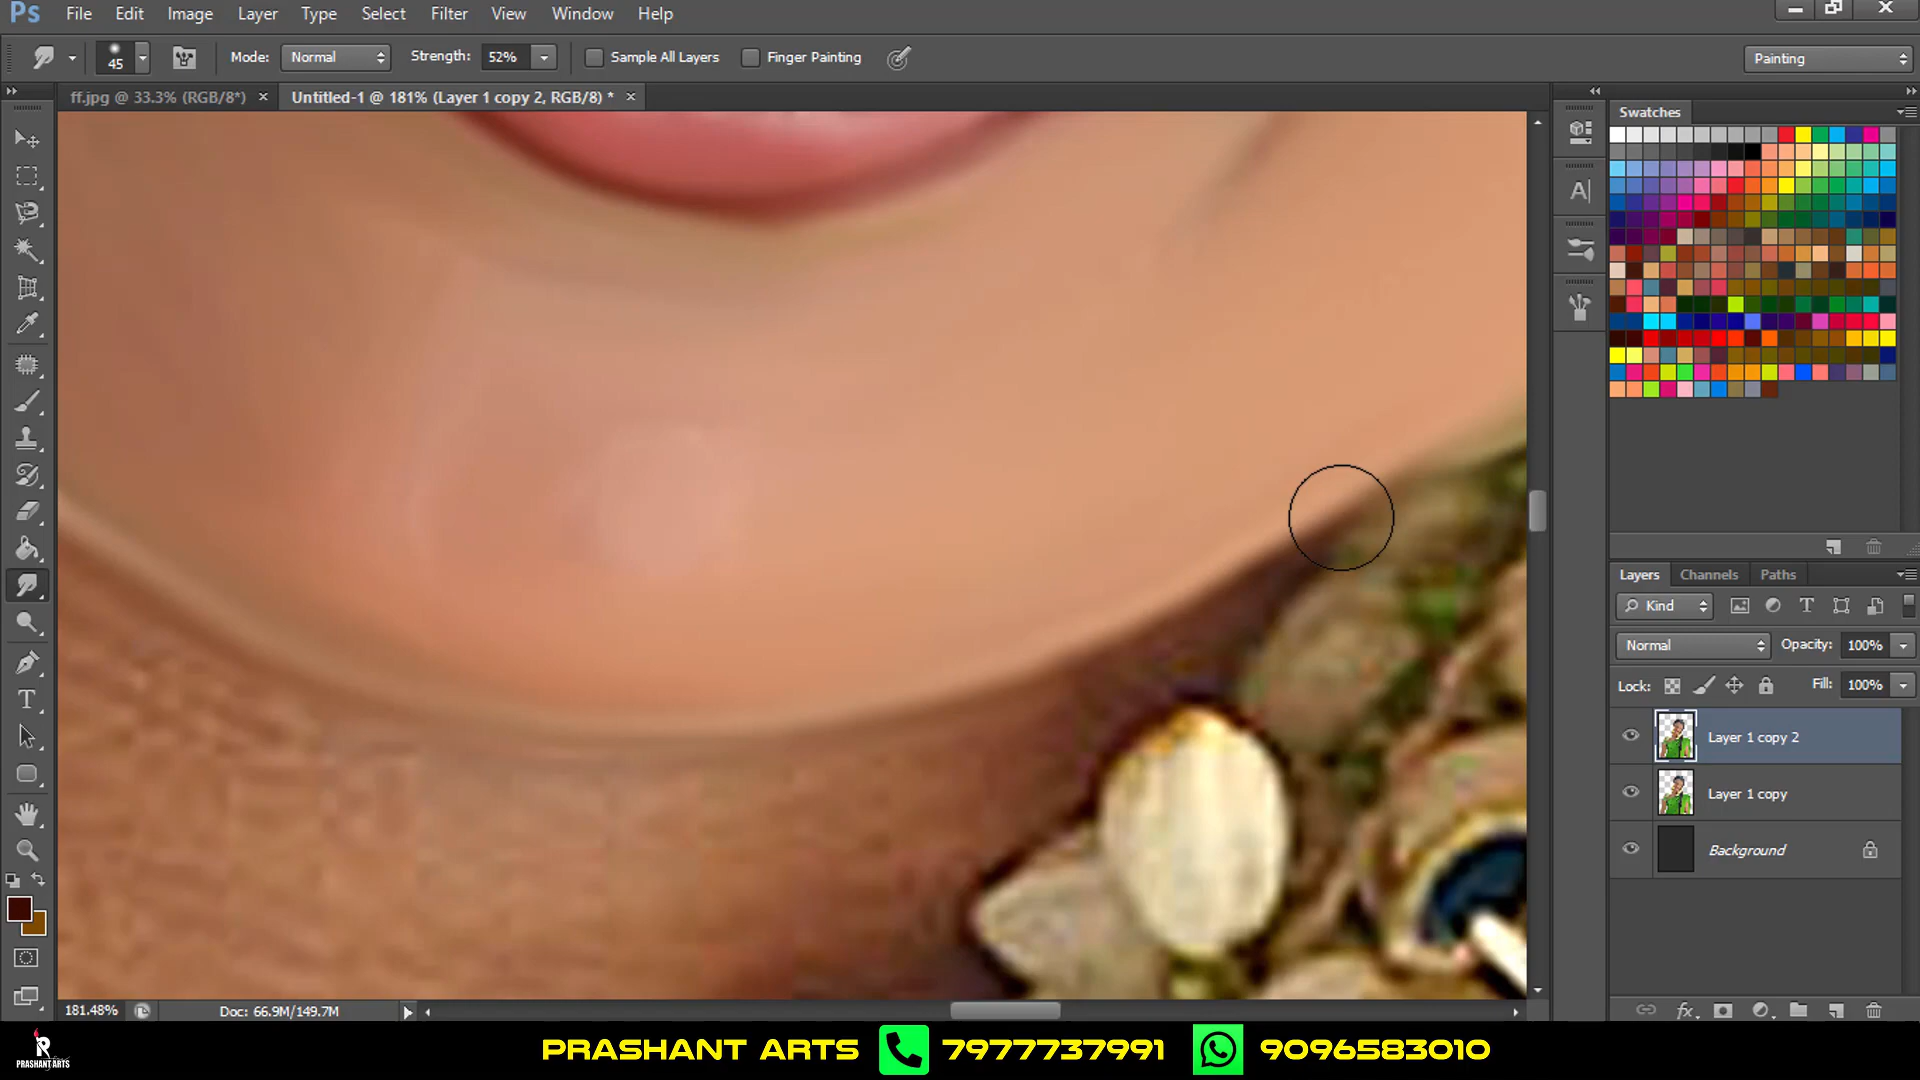 Ps File Edit Image Layer Type Select Filter View Window Help
45 Mode: Normal Strength: 52% Sample All Layers Finger Painting Painting
ff.jpg @ 33.3% (RGB/8*) × Untitled-1 @ 181% (Layer 1 copy 2, RGB/8) * ×
Swatches
Layers Channels Paths
Kind
Normal Opacity: 100%
Lock: Fill: 100%
Layer 1 copy 2
Layer 1 copy
Background
181.48% Doc: 66.9M/149.7M
PRASHANT ARTS 7977737991 9096583010
PRASHANT ARTS